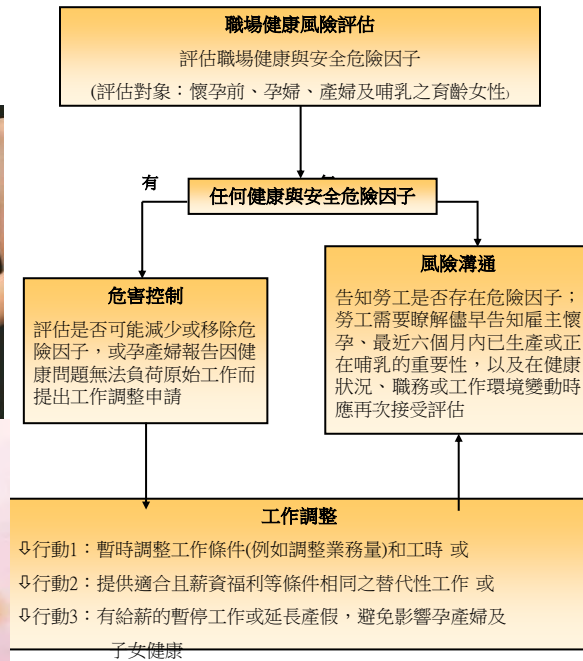 職場健康風險評估
評估職場健康與安全危險因子
(評估對象：懷孕前、孕婦、產婦及哺乳之育齡女性)
有
任何健康與安全危險因子
危害控制
評估是否可能減少或移除危
險因子，或孕產婦報告因健
康問題無法負荷原始工作而
提出工作調整申請
風險溝通
告知勞工是否存在危險因子；
勞工需要瞭解儘早告知雇主懷
孕、最近六個月內已生產或正
在哺乳的重要性，以及在健康
狀況、職務或工作環境變動時
應再次接受評估
工作調整
⇩行動1：暫時調整工作條件(例如調整業務量)和工時 或
⇩行動2：提供適合且薪資福利等條件相同之替代性工作 或
⇩行動3：有給薪的暫停工作或延長產假，避免影響孕產婦及
子女健康